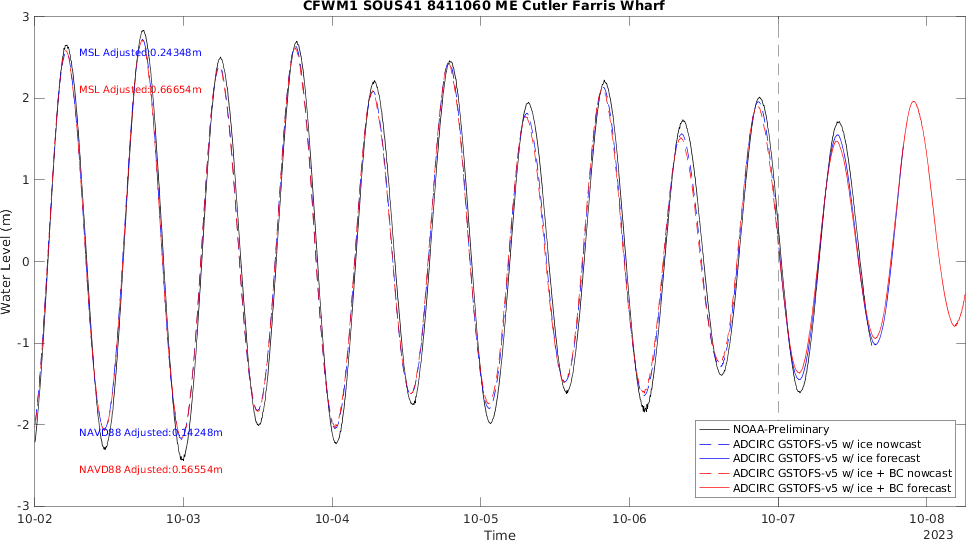 CFWM1 SOUS41 8411060 ME Cutler Farris Wharf
3
2
1
0
-1
-2
-3
Water Level (m)
MSL Adjusted:0.24348m
MSL Adjusted:0.66654m
NAVD88 Adjusted:0.14248m
NAVD88 Adjusted:0.56554m
NOAA-Preliminary
ADCIRC GSTOFS-v5 w/ ice nowcast
ADCIRC GSTOFS-v5 w/ ice forecast
ADCIRC GSTOFS-v5 w/ ice + BC nowcast
ADCIRC GSTOFS-v5 w/ ice + BC forecast
10-02 10-03 10-04 10-05 10-06 10-07 10-08
Time
2023